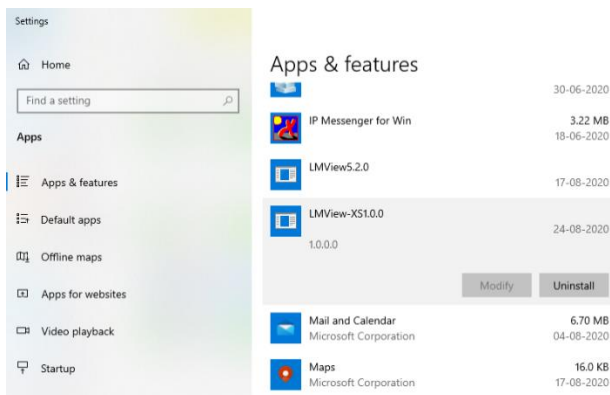 Settings
Home
Find a setting
Apps
Apps & features
Default apps
Offline maps
Apps for websites
Video playback
Startup
Apps & features
30-06-2020
IP Messenger for Win 3.22 MB
18-06-2020
LMView5.2.0
17-08-2020
LMView-XS1.0.0
24-08-2020
1.0.0.0
Modify Uninstall
Mail and Calendar 6.70 MB
Microsoft Corporation 04-08-2020
Maps 16.0 KB
Microsoft Corporation 17-08-2020